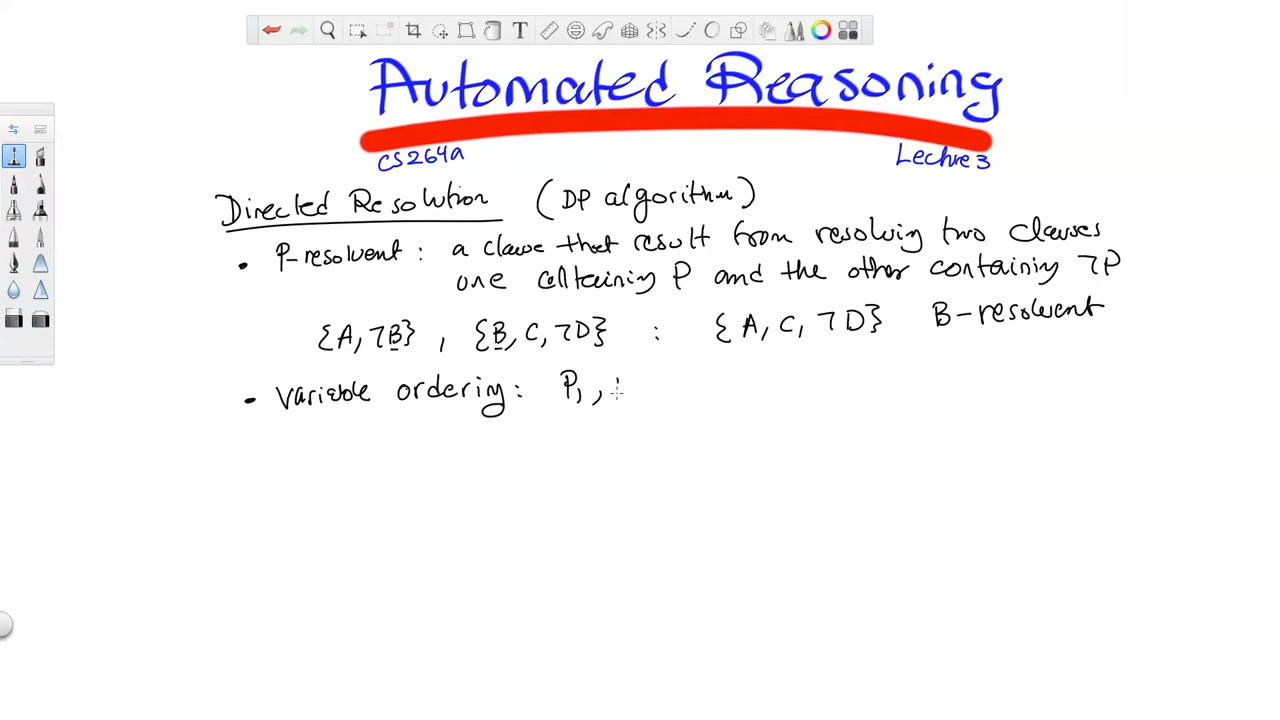 Automated Reasoning
CS264a Lecture 3
Directed Resolution (DP algorithm)
• P-resolvent : a clause that result from resolving two clauses
one containing P and the other containing ¬P
{A, ¬B} , {B, C, ¬D} : {A, C, ¬D} B-resolvent
• Variable ordering : P₁ ,